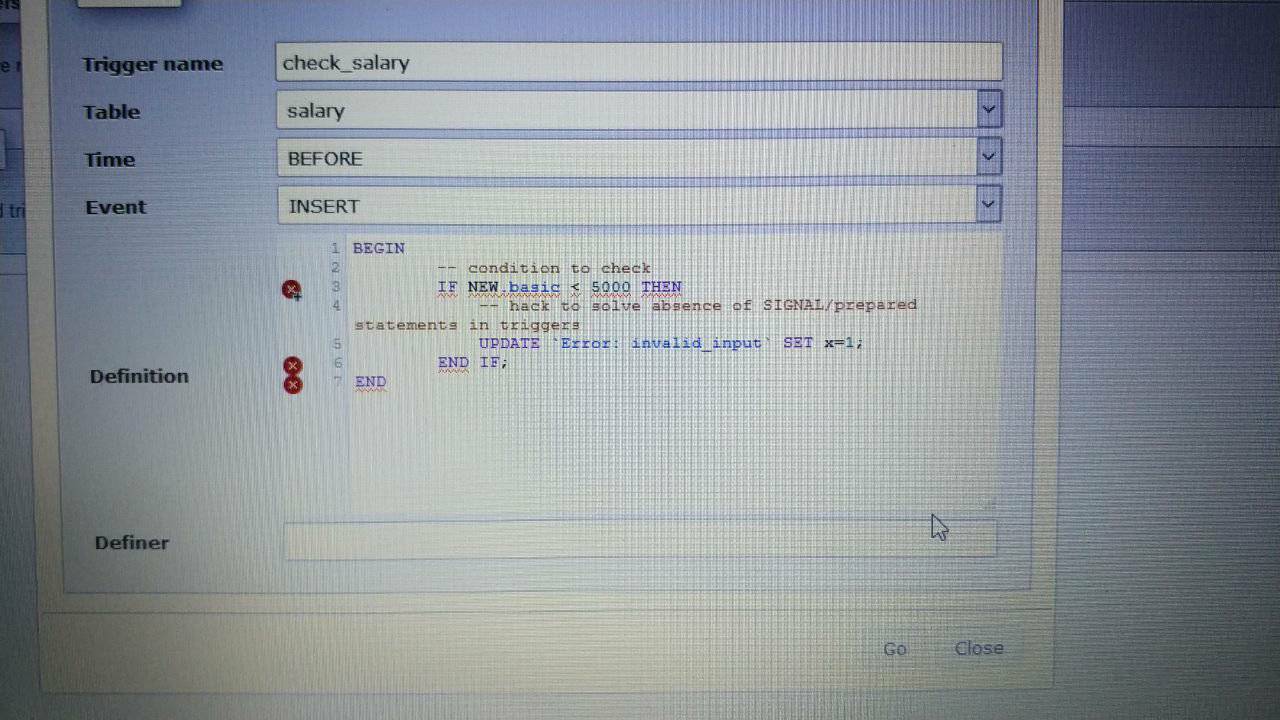 Trigger name check_salary
Table salary
Time BEFORE
Event INSERT
Definition
1 BEGIN
2 -- condition to check
3 IF NEW.basic < 5000 THEN
4 -- hack to solve absence of SIGNAL/prepared
statements in triggers
5 UPDATE `Error: invalid_input` SET x=1;
6 END IF;
7 END
Definer
Go Close